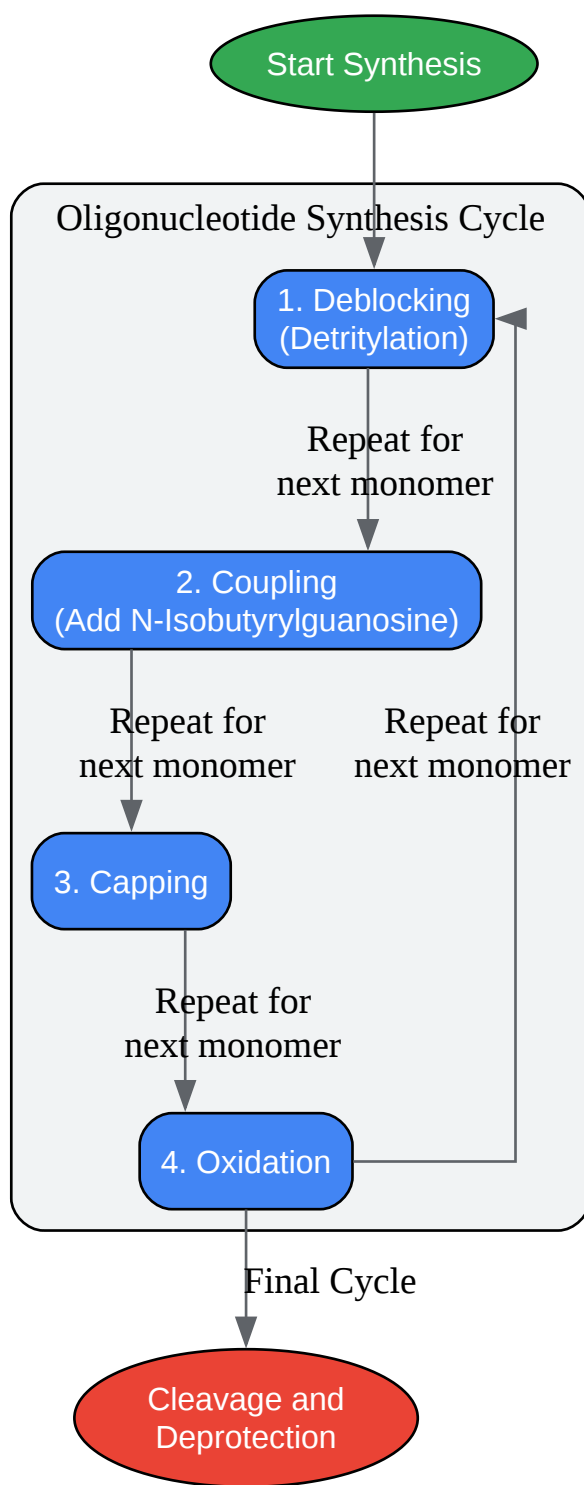 Start Synthesis
Oligonucleotide Synthesis Cycle
1. Deblocking
(Detritylation)
Repeat for
next monomer
2. Coupling
(Add N-Isobutyrylguanosine)
Repeat for
next monomer
Repeat for
next monomer
3. Capping
Repeat for
next monomer
4. Oxidation
Final Cycle
Cleavage and
Deprotection